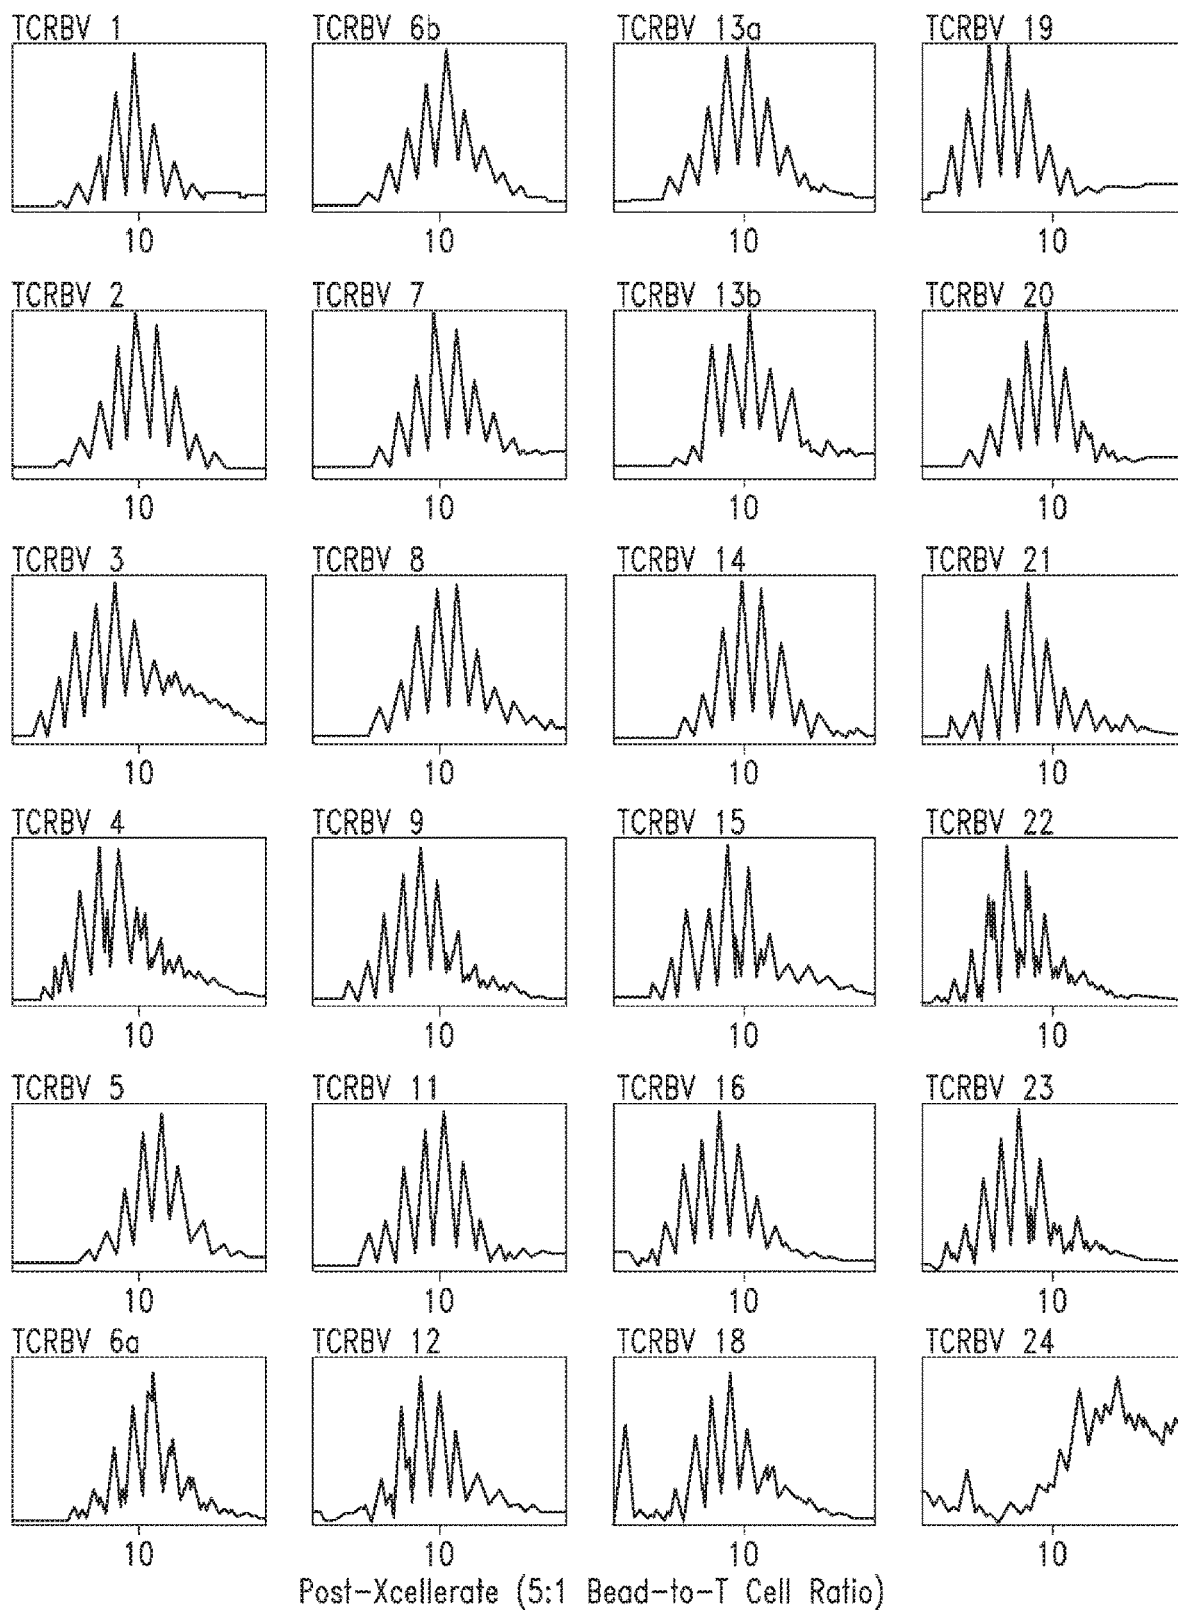 TCRBV 1 TCRBV 6b TCRBV 13a TCRBV 19
10 10 10 10
TCRBV 2 TCRBV 7 TCRBV 13b TCRBV 20
10 10 10 10
TCRBV 3 TCRBV 8 TCRBV 14 TCRBV 21
10 10 10 10
TCRBV 4 TCRBV 9 TCRBV 15 TCRBV 22
10 10 10 10
TCRBV 5 TCRBV 11 TCRBV 16 TCRBV 23
10 10 10 10
TCRBV 6a TCRBV 12 TCRBV 18 TCRBV 24
10 10 10 10
Post-Xcellerate (5:1 Bead-to-T Cell Ratio)